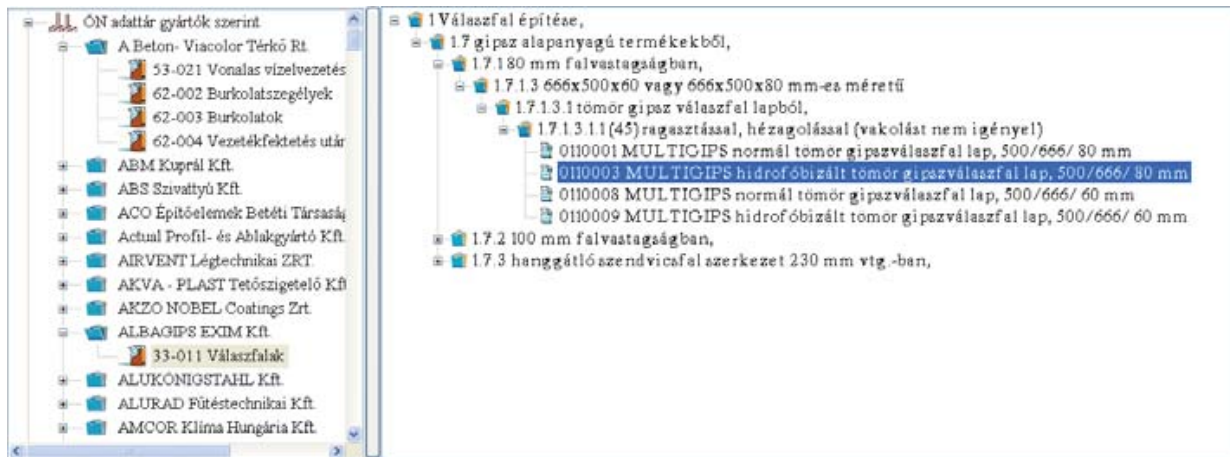 ÖN adattár gyártók szerint
A Beton- Viacolor Térkő Rt.
53-021 Vonalas vízelvezetés
62-002 Burkolatszegélyek
62-003 Burkolatok
62-004 Vezetékfektetés utár
ABM Kuprál Kft.
ABS Szivattyú Kft.
ACO Építőelemek Betéti Társaság
Actual Profil- és Ablakgyártó Kft.
AIRVENT Légtechnikai ZRT.
AKVA - PLAST Tetőszigetelő Kft
AKZO NOBEL Coatings Zrt.
ALBAGIPS EXIM Kft.
33-011 Válaszfalak
ALUKÖNIGSTAHL Kft.
ALURAD Fűtéstechnikai Kft.
AMCOR Klíma Hungária Kft.
1 Válaszfal építése,
1.7 gipsz alapanyagú termékekből,
1.7.1 80 mm falvastagságban,
1.7.1.3 666x500x60 vagy 666x500x80 mm-es méretű
1.7.1.3.1 tömör gipsz válaszfal lapból,
1.7.1.3.1.1 (45) ragasztással, hézagolással (vakolást nem igényel)
0110001 MULTIGIPS normál tömör gipszválaszfal lap, 500/666/ 80 mm
0110003 MULTIGIPS hidrofóbizált tömör gipszválaszfal lap, 500/666/ 80 mm
0110008 MULTIGIPS normál tömör gipszválaszfal lap, 500/666/ 60 mm
0110009 MULTIGIPS hidrofóbizált tömör gipszválaszfal lap, 500/666/ 60 mm
1.7.2 100 mm falvastagságban,
1.7.3 hanggátló szendvicsfal szerkezet 230 mm vtg.-ban,